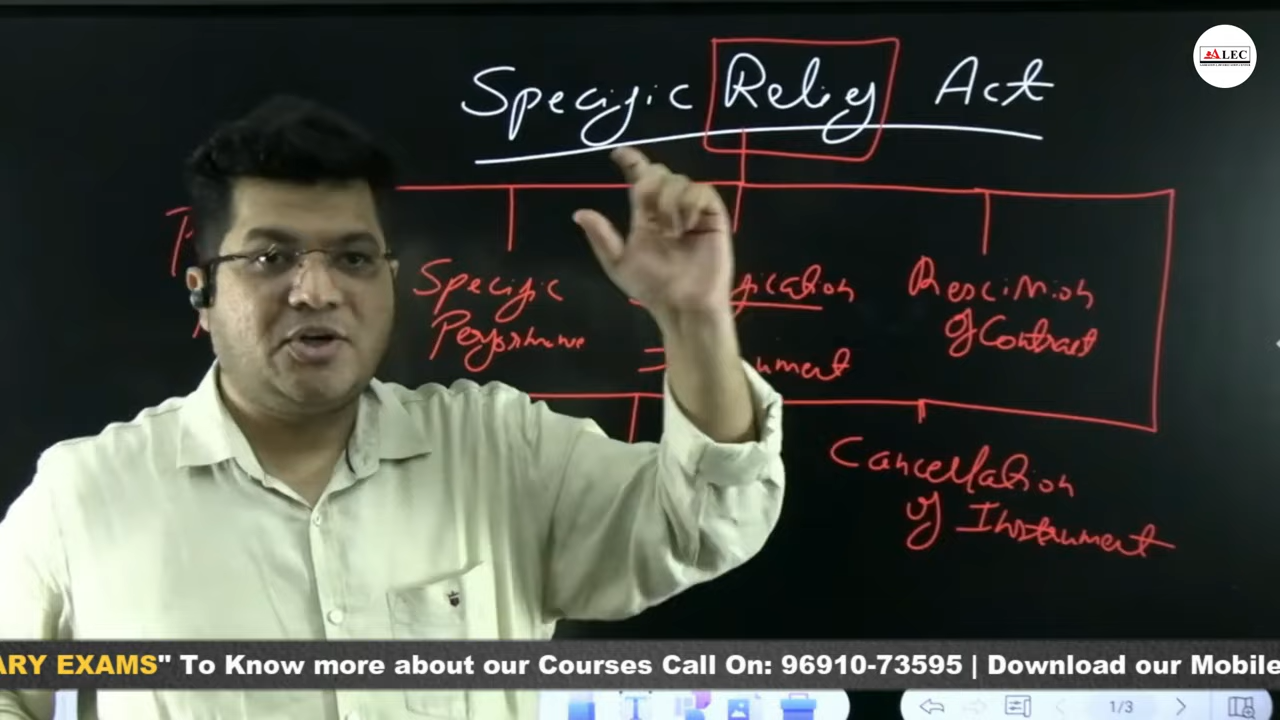 ALEC
Specific Relief Act
Specific
Performance
Rescission
of Contract
Cancellation
of Instrument
ARY EXAMS" To Know more about our Courses Call On: 96910-73595 | Download our Mobile
1/3